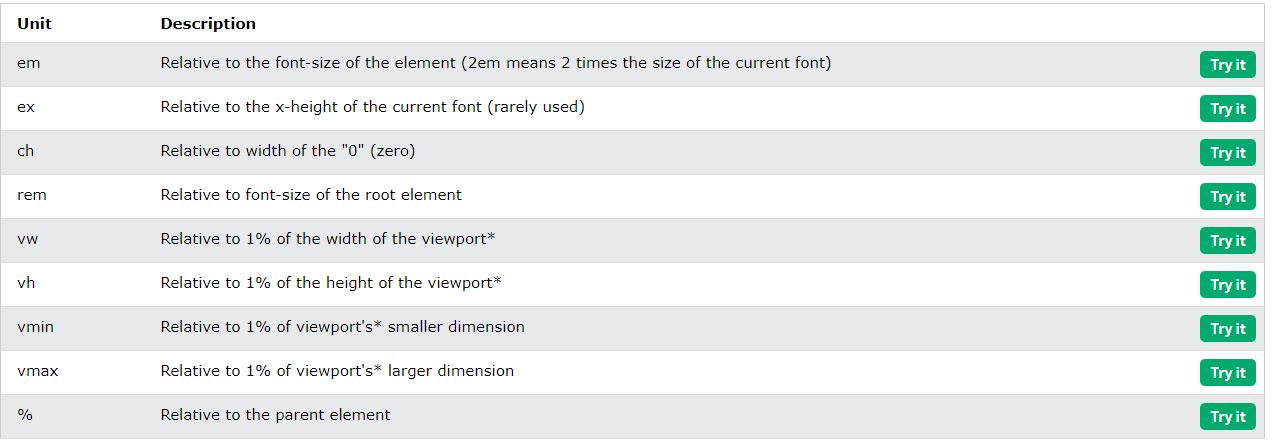 Unit Description
em Relative to the font-size of the element (2em means 2 times the size of the current font) Try it
ex Relative to the x-height of the current font (rarely used) Try it
ch Relative to width of the "0" (zero) Try it
rem Relative to font-size of the root element Try it
vw Relative to 1% of the width of the viewport* Try it
vh Relative to 1% of the height of the viewport* Try it
vmin Relative to 1% of viewport's* smaller dimension Try it
vmax Relative to 1% of viewport's* larger dimension Try it
% Relative to the parent element Try it